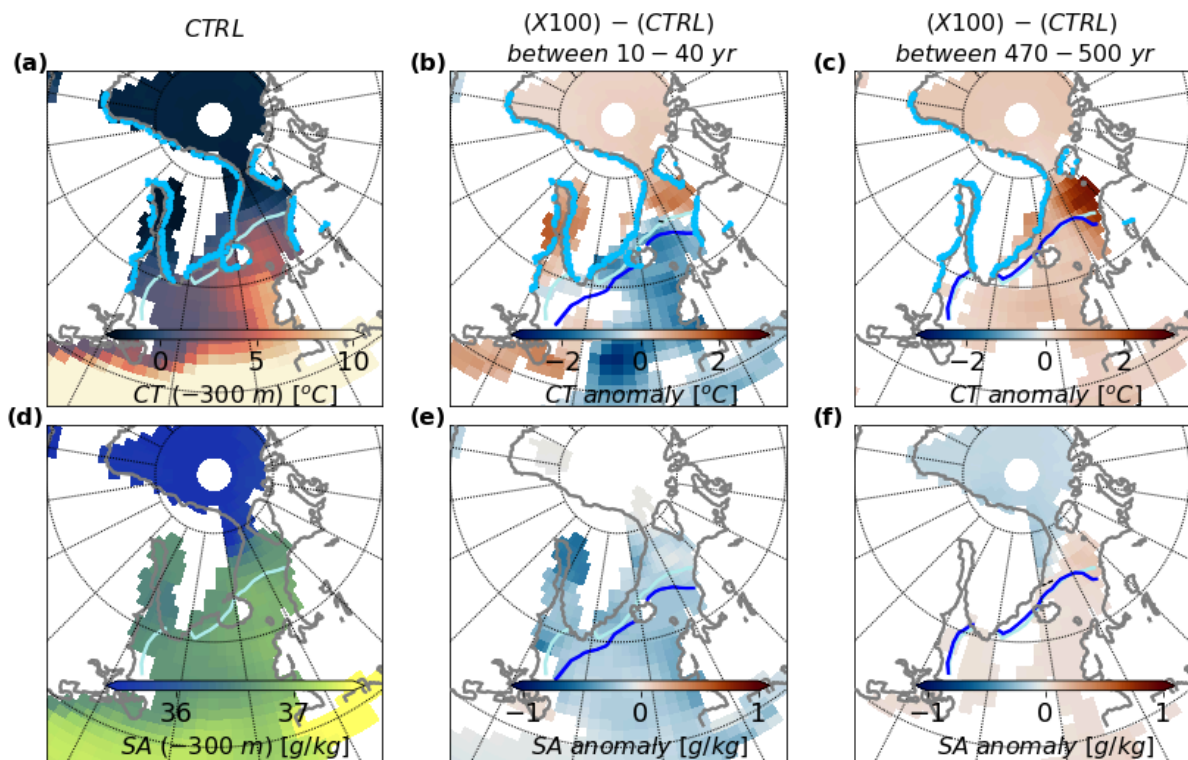 CTRL
(X100) − (CTRL)
between 10 − 40 yr
(X100) − (CTRL)
between 470 − 500 yr
(a)
(b)
(c)
0 5 10
CT (−300 m) [°C]
−2 0 2
CT anomaly [°C]
−2 0 2
CT anomaly [°C]
(d)
(e)
(f)
36 37
SA (−300 m) [g/kg]
−1 0 1
SA anomaly [g/kg]
−1 0 1
SA anomaly [g/kg]